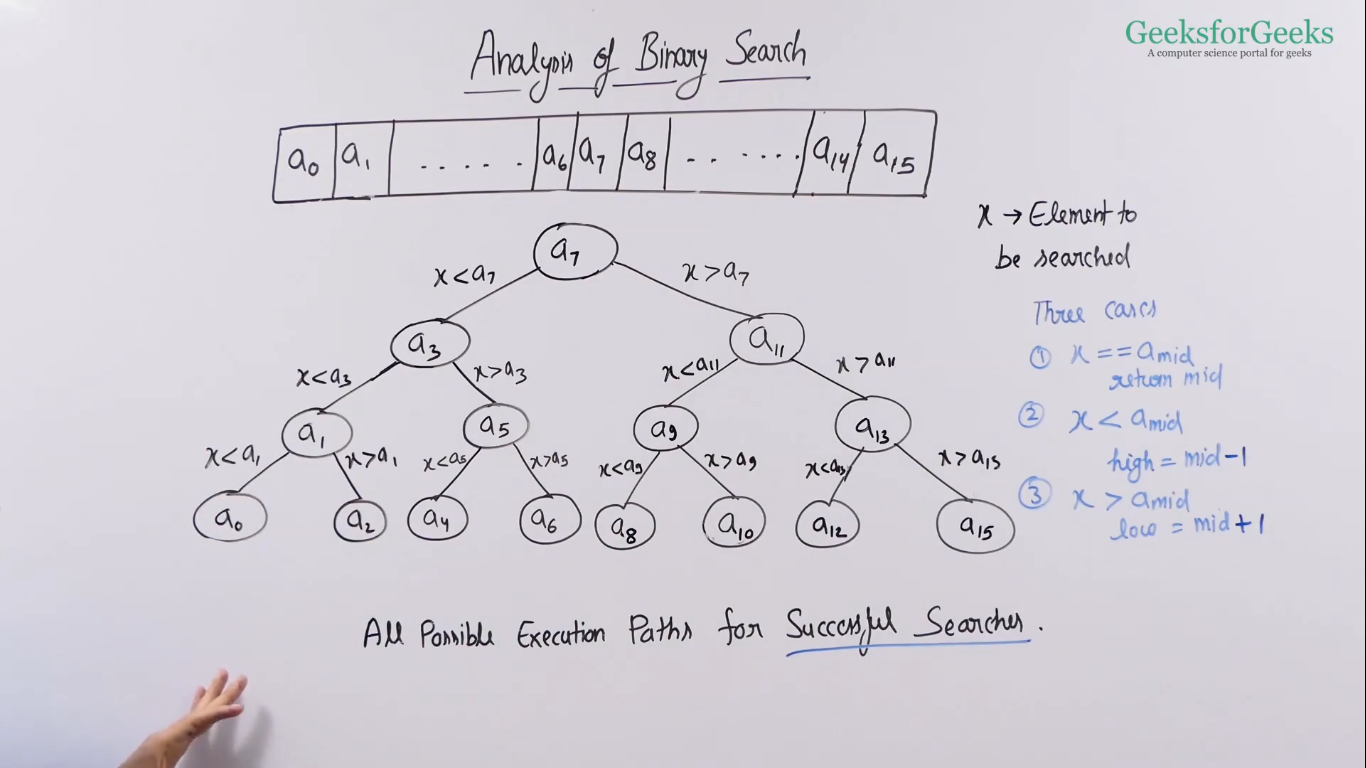 GeeksforGeeks
A computer science portal for geeks
Analysis of Binary Search
a0 a1 ..... a6 a7 a8 ...... a14 a15
x → Element to
be searched
a7
x<a7 x>a7
a3 a11
x<a3 x>a3 x<a11 x>a11
a1 a5 a9 a13
x<a1 x>a1 x<a5 x>a5 x<a9 x>a9 x<a13 x>a15
a0 a2 a4 a6 a8 a10 a12 a15
Three cases
① x == amid
return mid
② x < amid
high = mid-1
③ x > amid
low = mid+1
All Possible Execution Paths for Successful Searches.